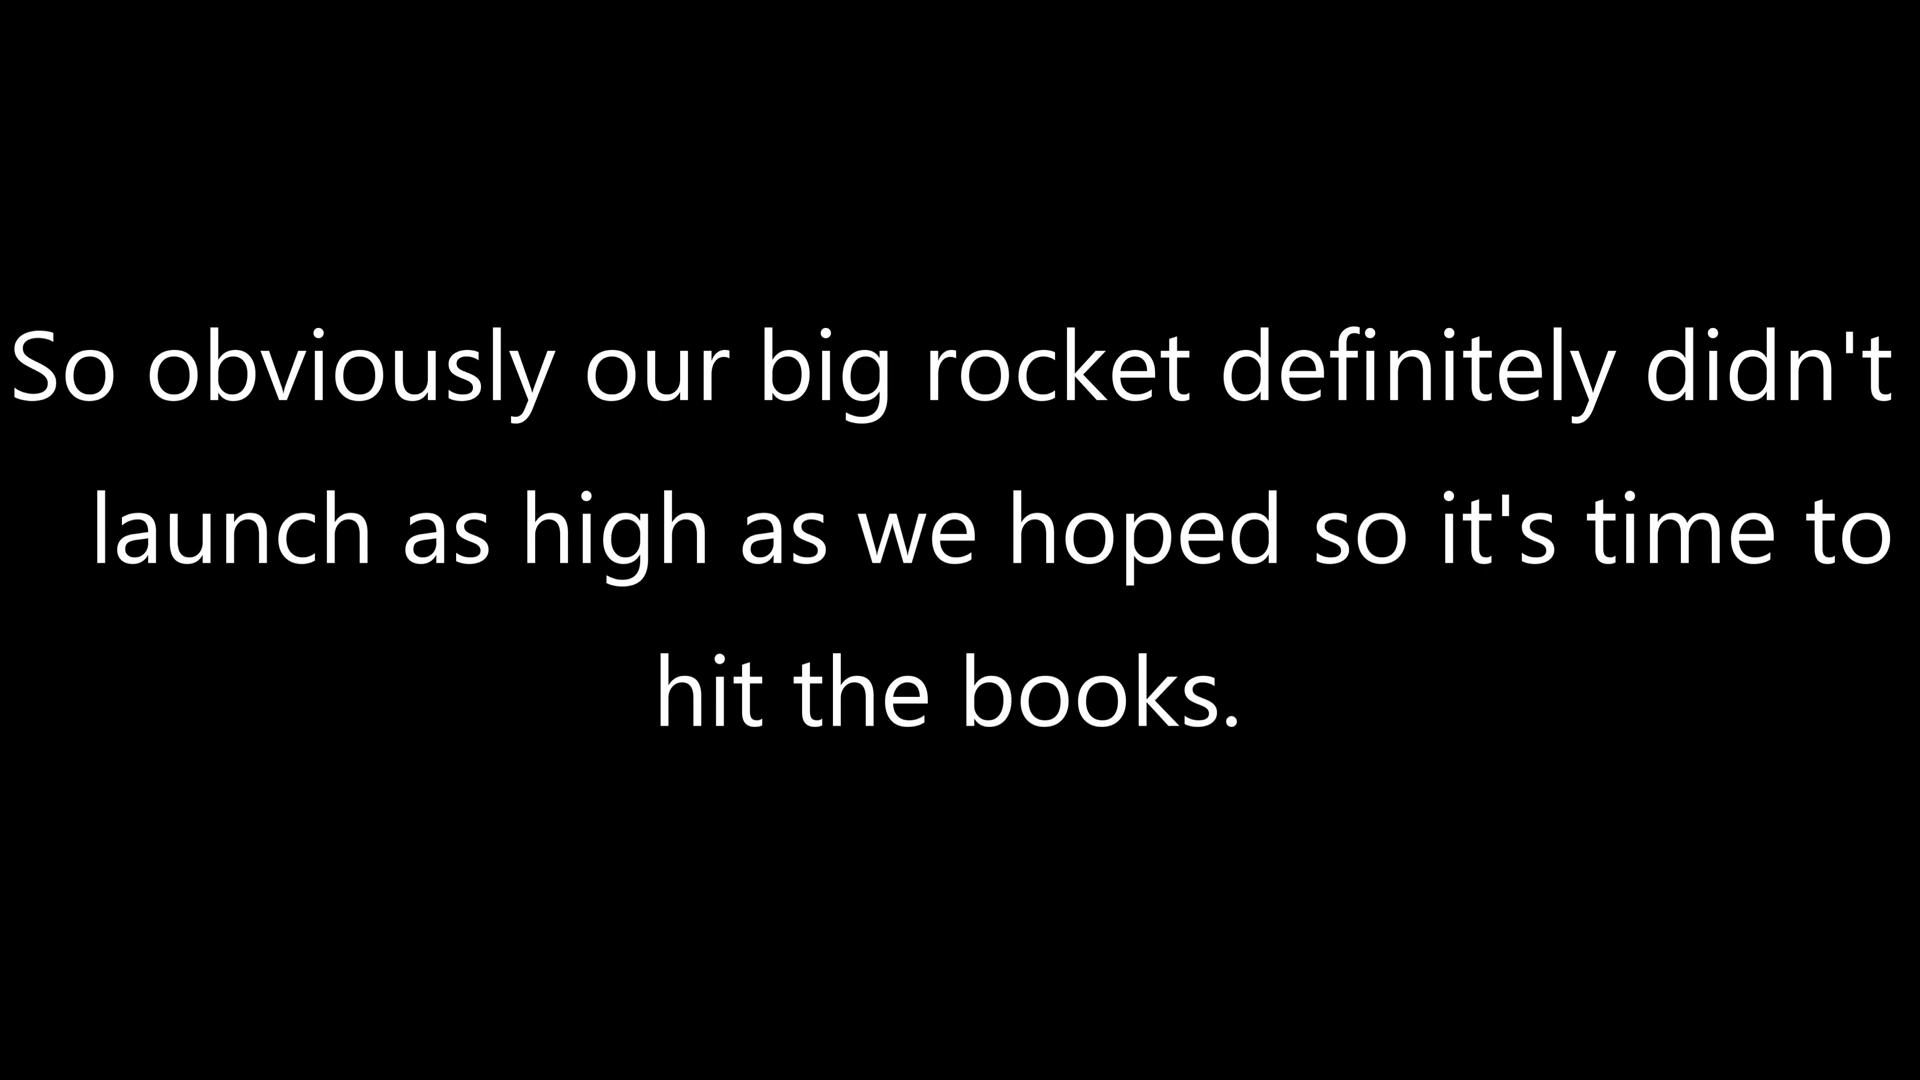 So obviously our big rocket definitely didn't
launch as high as we hoped so it's time to
hit the books.